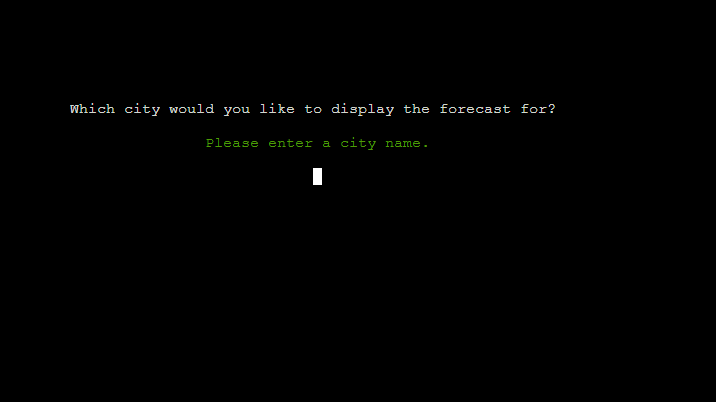 Which city would you like to display the forecast for?
Please enter a city name.